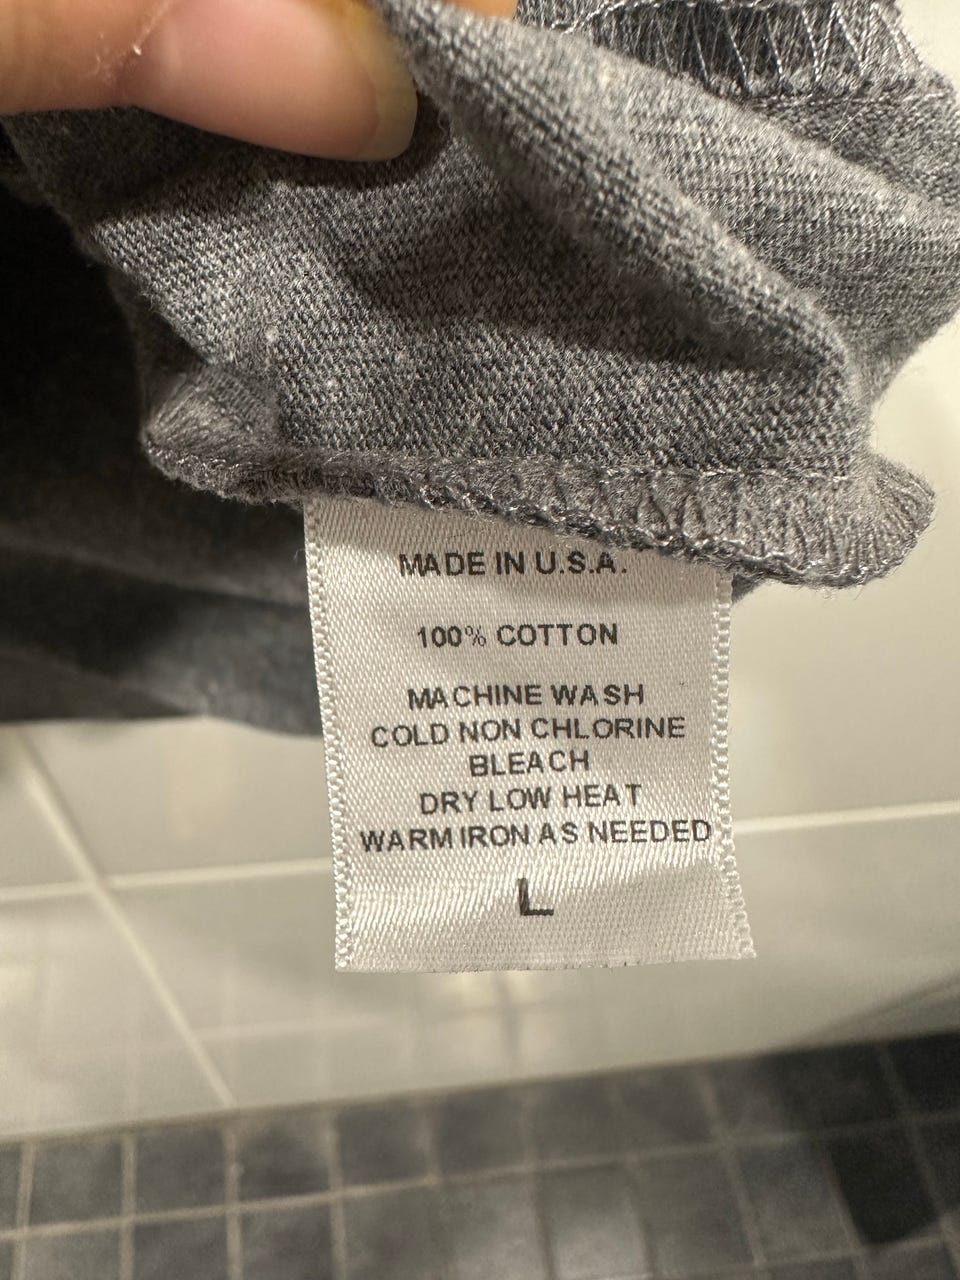 MADE IN U.S.A.
100% COTTON
MACHINE WASH
COLD NON CHLORINE
BLEACH
DRY LOW HEAT
WARM IRON AS NEEDED
L